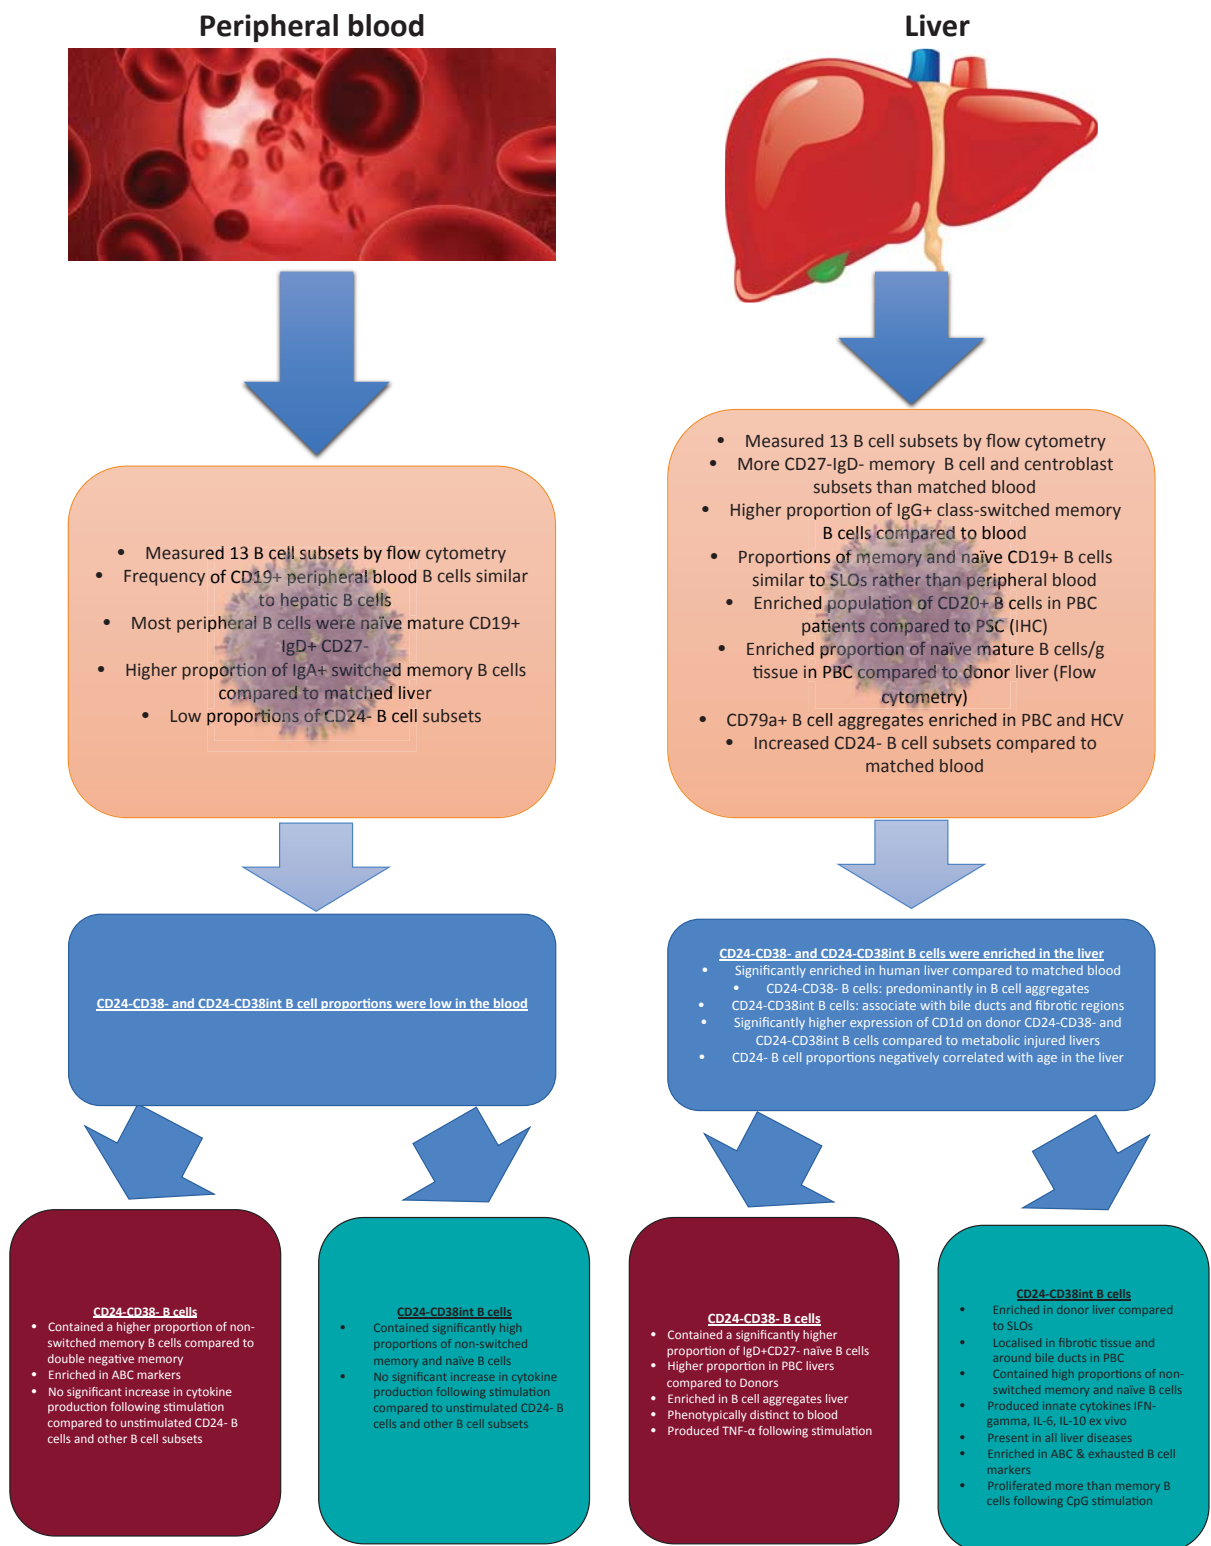 Peripheral blood
Liver
• Measured 13 B cell subsets by flow cytometry
• Frequency of CD19+ peripheral blood B cells similar
to hepatic B cells
• Most peripheral B cells were naïve mature CD19+
IgD+ CD27-
• Higher proportion of IgA+ switched memory B cells
compared to matched liver
• Low proportions of CD24- B cell subsets
• Measured 13 B cell subsets by flow cytometry
• More CD27-IgD- memory B cell and centroblast
subsets than matched blood
• Higher proportion of IgG+ class-switched memory
B cells compared to blood
• Proportions of memory and naïve CD19+ B cells
similar to SLOs rather than peripheral blood
• Enriched population of CD20+ B cells in PBC
patients compared to PSC (IHC)
• Enriched proportion of naïve mature B cells/g
tissue in PBC compared to donor liver (Flow
cytometry)
• CD79a+ B cell aggregates enriched in PBC and HCV
• Increased CD24- B cell subsets compared to
matched blood
CD24-CD38- and CD24-CD38int B cell proportions were low in the blood
CD24-CD38- and CD24-CD38int B cells were enriched in the liver
• Significantly enriched in human liver compared to matched blood
• CD24-CD38- B cells: predominantly in B cell aggregates
• CD24-CD38int B cells: associate with bile ducts and fibrotic regions
• Significantly higher expression of CD1d on donor CD24-CD38- and
CD24-CD38int B cells compared to metabolic injured livers
• CD24- B cell proportions negatively correlated with age in the liver
CD24-CD38- B cells
• Contained a higher proportion of non-
switched memory B cells compared to
double negative memory
• Enriched in ABC markers
• No significant increase in cytokine
production following stimulation
compared to unstimulated CD24- B
cells and other B cell subsets
CD24-CD38int B cells
• Contained significantly high
proportions of non-switched
memory and naïve B cells
• No significant increase in cytokine
production following stimulation
compared to unstimulated CD24- B
cells and other B cell subsets
CD24-CD38- B cells
• Contained a significantly higher
proportion of IgD+CD27- naïve B cells
• Higher proportion in PBC livers
compared to Donors
• Enriched in B cell aggregates liver
• Phenotypically distinct to blood
• Produced TNF-α following stimulation
CD24-CD38int B cells
• Enriched in donor liver compared
to SLOs
• Localised in fibrotic tissue and
around bile ducts in PBC
• Contained high proportions of non-
switched memory and naïve B cells
• Produced innate cytokines IFN-
gamma, IL-6, IL-10 ex vivo
• Present in all liver diseases
• Enriched in ABC & exhausted B cell
markers
• Proliferated more than memory B
cells following CpG stimulation